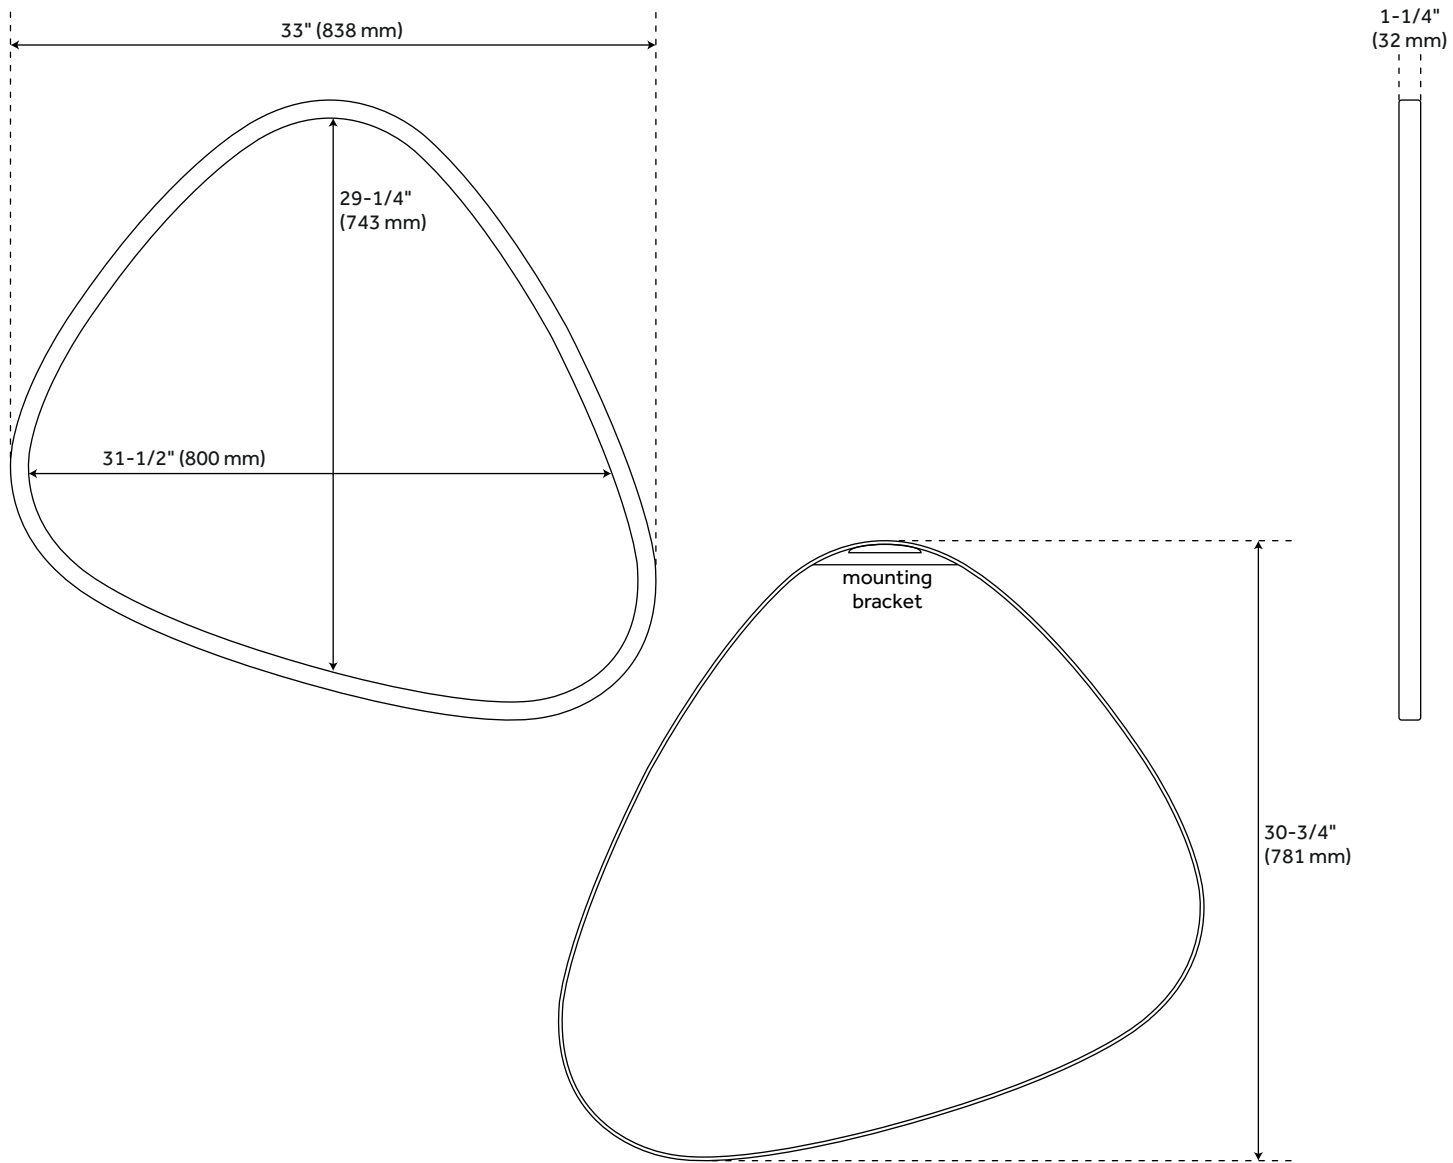 33" (838 mm)
1-1/4"
(32 mm)
29-1/4"
(743 mm)
31-1/2" (800 mm)
mounting
bracket
30-3/4"
(781 mm)